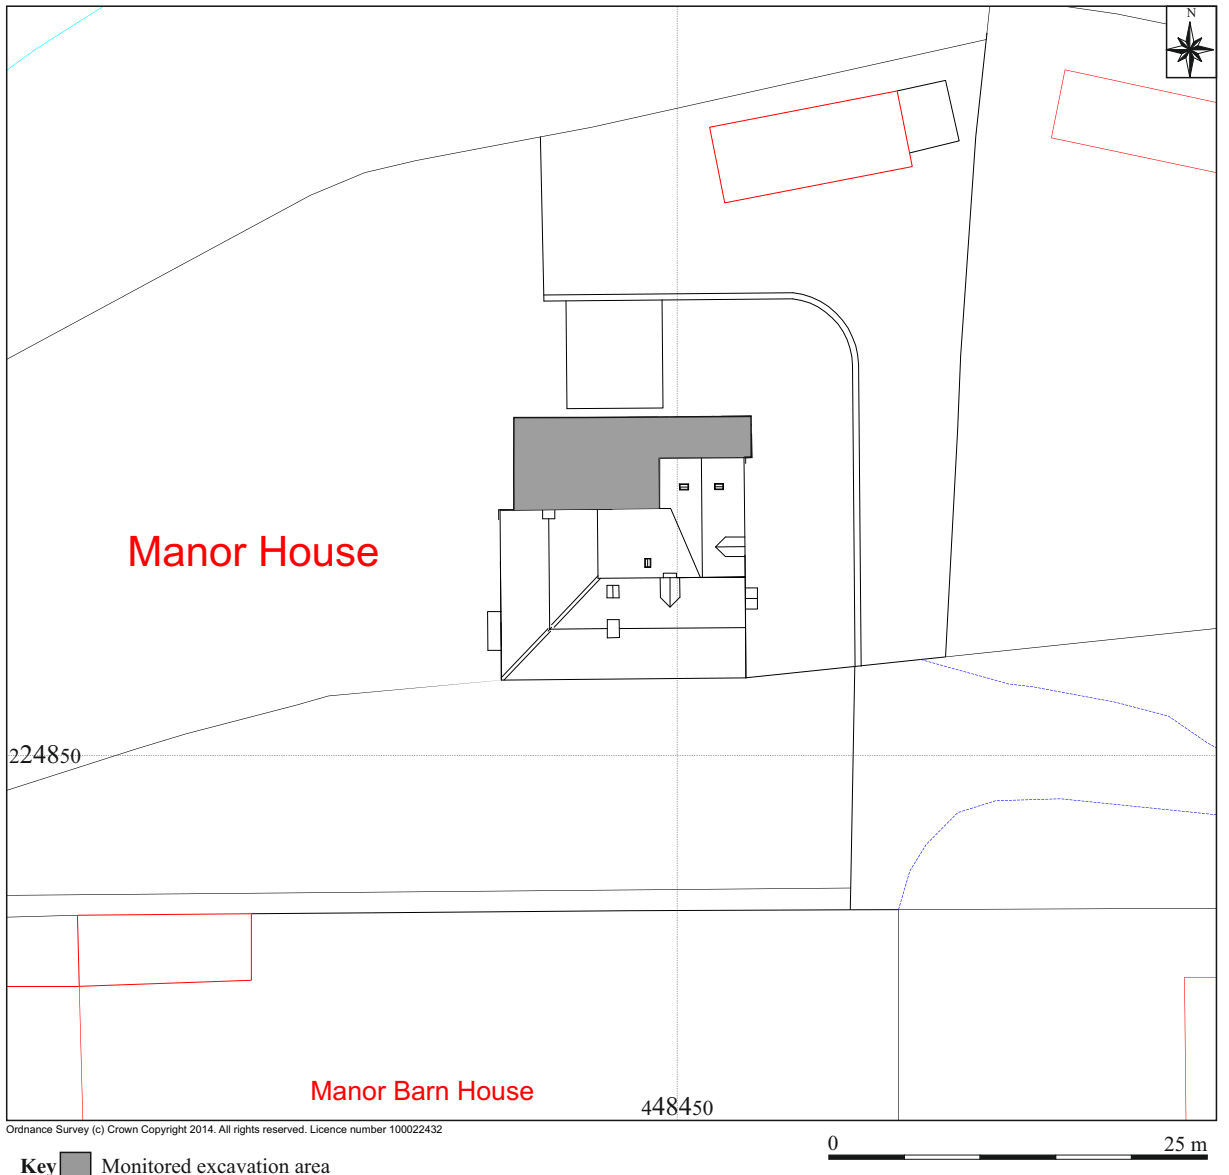 N
Manor House
224850
Manor Barn House
448450
Ordnance Survey (c) Crown Copyright 2014. All rights reserved. Licence number 100022432
0 25 m
Key Monitored excavation area